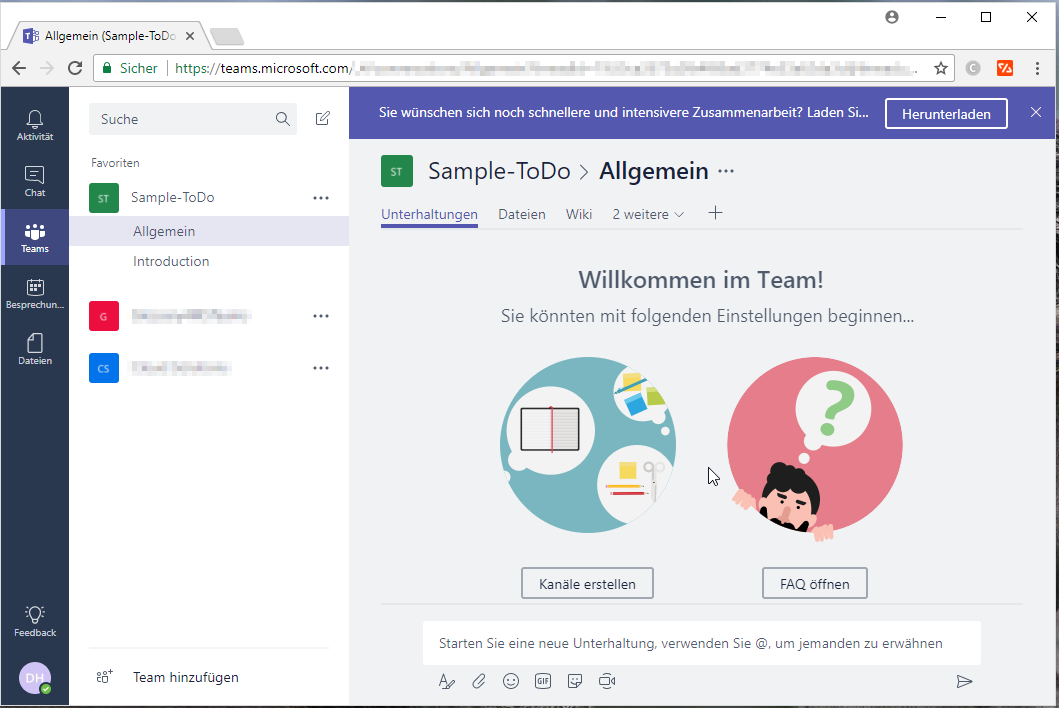 Allgemein (Sample-ToDo
Sicher https://teams.microsoft.com/
Aktivität
Chat
Teams
Besprechun...
Dateien
Feedback
DH
Suche
Favoriten
ST Sample-ToDo
Allgemein
Introduction
G
CS
Team hinzufügen
Sie wünschen sich noch schnellere und intensivere Zusammenarbeit? Laden Si... Herunterladen
ST Sample-ToDo > Allgemein ...
Unterhaltungen Dateien Wiki 2 weitere
Willkommen im Team!
Sie könnten mit folgenden Einstellungen beginnen...
?
Kanäle erstellen FAQ öffnen
Starten Sie eine neue Unterhaltung, verwenden Sie @, um jemanden zu erwähnen
GIF